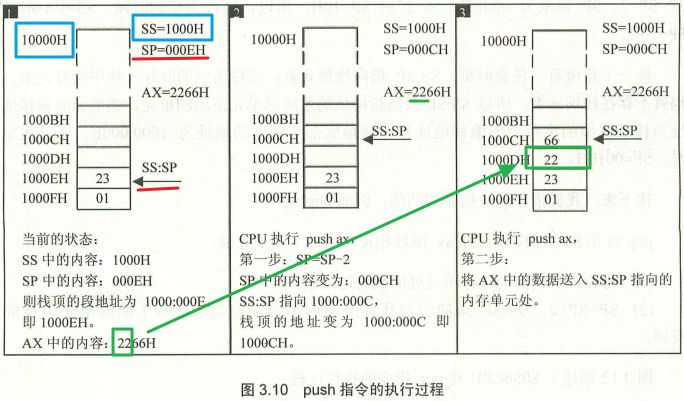 1
10000H
SS=1000H
SP=000EH
AX=2266H
1000BH
1000CH
1000DH
1000EH
23
SS:SP
1000FH
01
当前的状态：
SS 中的内容：1000H
SP 中的内容：000EH
则栈顶的段地址为 1000:000E，
即 1000EH。
AX 中的内容：2266H
2
10000H
SS=1000H
SP=000CH
AX=2266H
1000BH
1000CH
SS:SP
1000DH
1000EH
23
1000FH
01
CPU 执行 push ax，
第一步：SP=SP-2
SP 中的内容变为：000CH
SS:SP 指向 1000:000C，
栈顶的地址变为 1000:000C 即
1000CH。
3
10000H
SS=1000H
SP=000CH
AX=2266H
1000BH
1000CH
66
SS:SP
1000DH
22
1000EH
23
1000FH
01
CPU 执行 push ax，
第二步：
将 AX 中的数据送入 SS:SP 指向的
内存单元处。
图 3.10 push 指令的执行过程